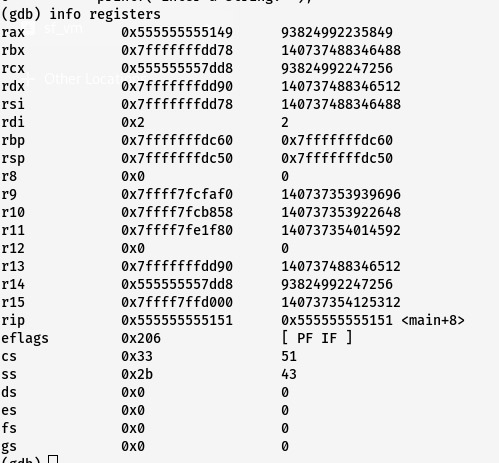 printf("Enter a string: ");
(gdb) info registers
rax 0x555555555149 93824992235849
rbx 0x7fffffffdd78 140737488346488
rcx 0x555555557dd8 93824992247256
rdx 0x7fffffffdd90 140737488346512
rsi 0x7fffffffdd78 140737488346488
rdi 0x2 2
rbp 0x7fffffffdc60 0x7fffffffdc60
rsp 0x7fffffffdc50 0x7fffffffdc50
r8 0x0 0
r9 0x7ffff7fcfaf0 140737353939696
r10 0x7ffff7fcb858 140737353922648
r11 0x7ffff7fe1f80 140737354014592
r12 0x0 0
r13 0x7fffffffdd90 140737488346512
r14 0x555555557dd8 93824992247256
r15 0x7ffff7ffd000 140737354125312
rip 0x555555555151 0x555555555151 <main+8>
eflags 0x206 [ PF IF ]
cs 0x33 51
ss 0x2b 43
ds 0x0 0
es 0x0 0
fs 0x0 0
gs 0x0 0
(gdb)